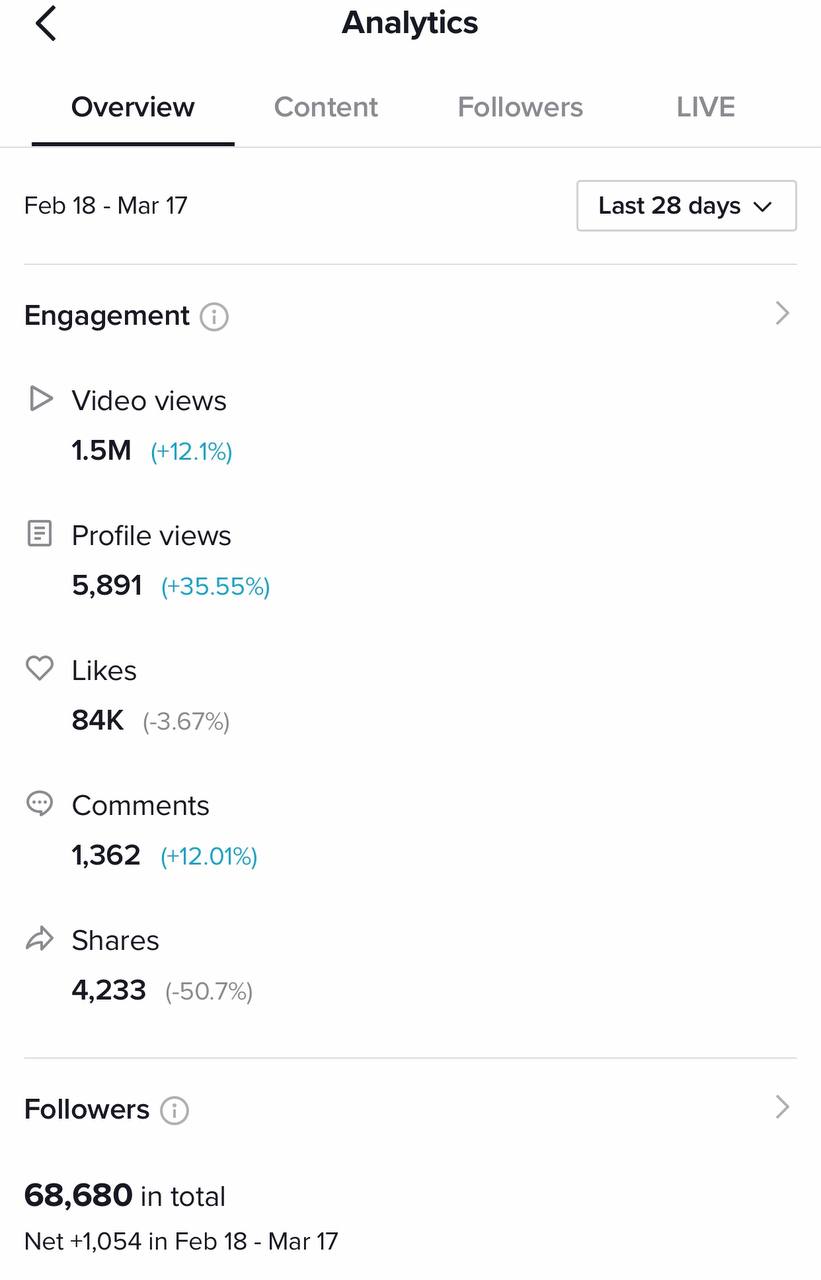 Analytics
Overview Content Followers LIVE
Feb 18 - Mar 17 Last 28 days
Engagement
Video views
1.5M (+12.1%)
Profile views
5,891 (+35.55%)
Likes
84K (-3.67%)
Comments
1,362 (+12.01%)
Shares
4,233 (-50.7%)
Followers
68,680 in total
Net +1,054 in Feb 18 - Mar 17